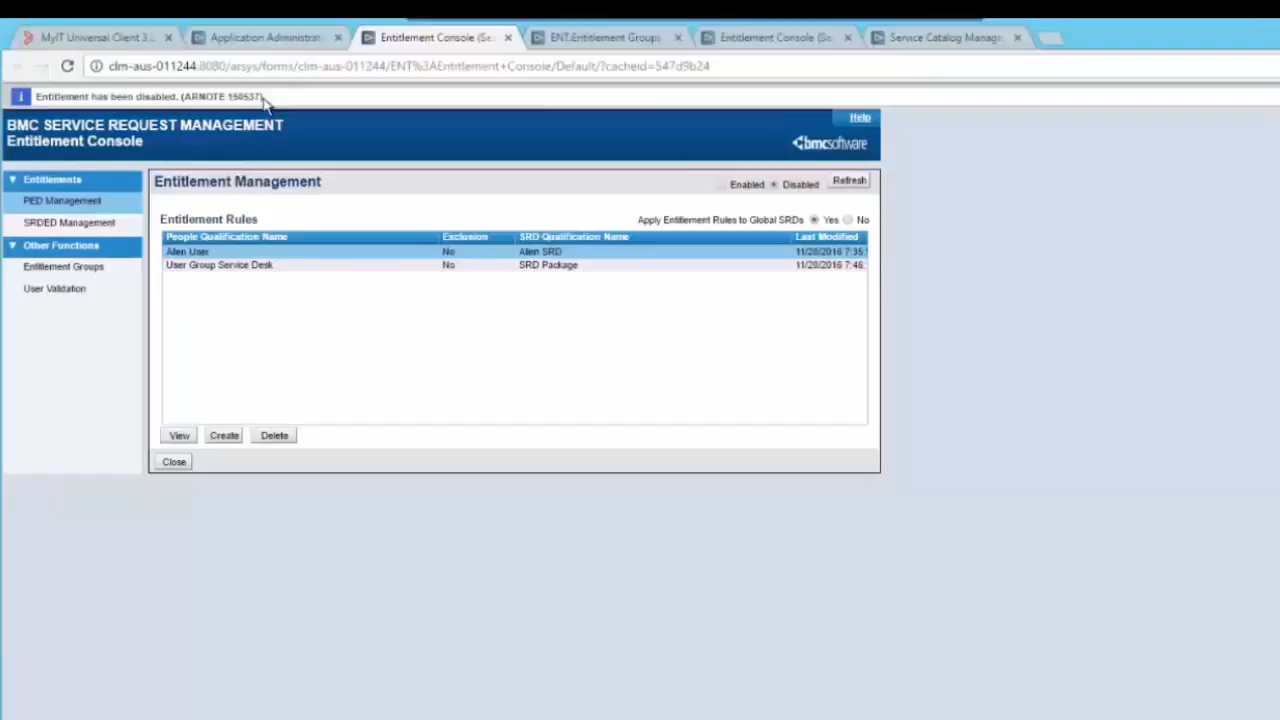 MyIT Universal Client 3...
Application Administrat
Entitlement Console (Se
ENT:Entitlement Groups
Entitlement Console (Se
Service Catalog Manage
clm-aus-011244:8080/arsys/forms/clm-aus-011244/ENT%3AEntitlement+Console/Default/?cacheid=547d9b24
Entitlement has been disabled. (ARNOTE 150537)
BMC SERVICE REQUEST MANAGEMENT
Help
Entitlement Console
bmcsoftware
Entitlements
PED Management
SRDED Management
Other Functions
Entitlement Groups
User Validation
Entitlement Management
Enabled Disabled Refresh
Entitlement Rules
Apply Entitlement Rules to Global SRDs Yes No
People Qualification Name Exclusion SRD Qualification Name Last Modified
Allen User No Allen SRD 11/28/2016 7:35:
User Group Service Desk No SRD Package 11/28/2016 7:46:
View Create Delete
Close